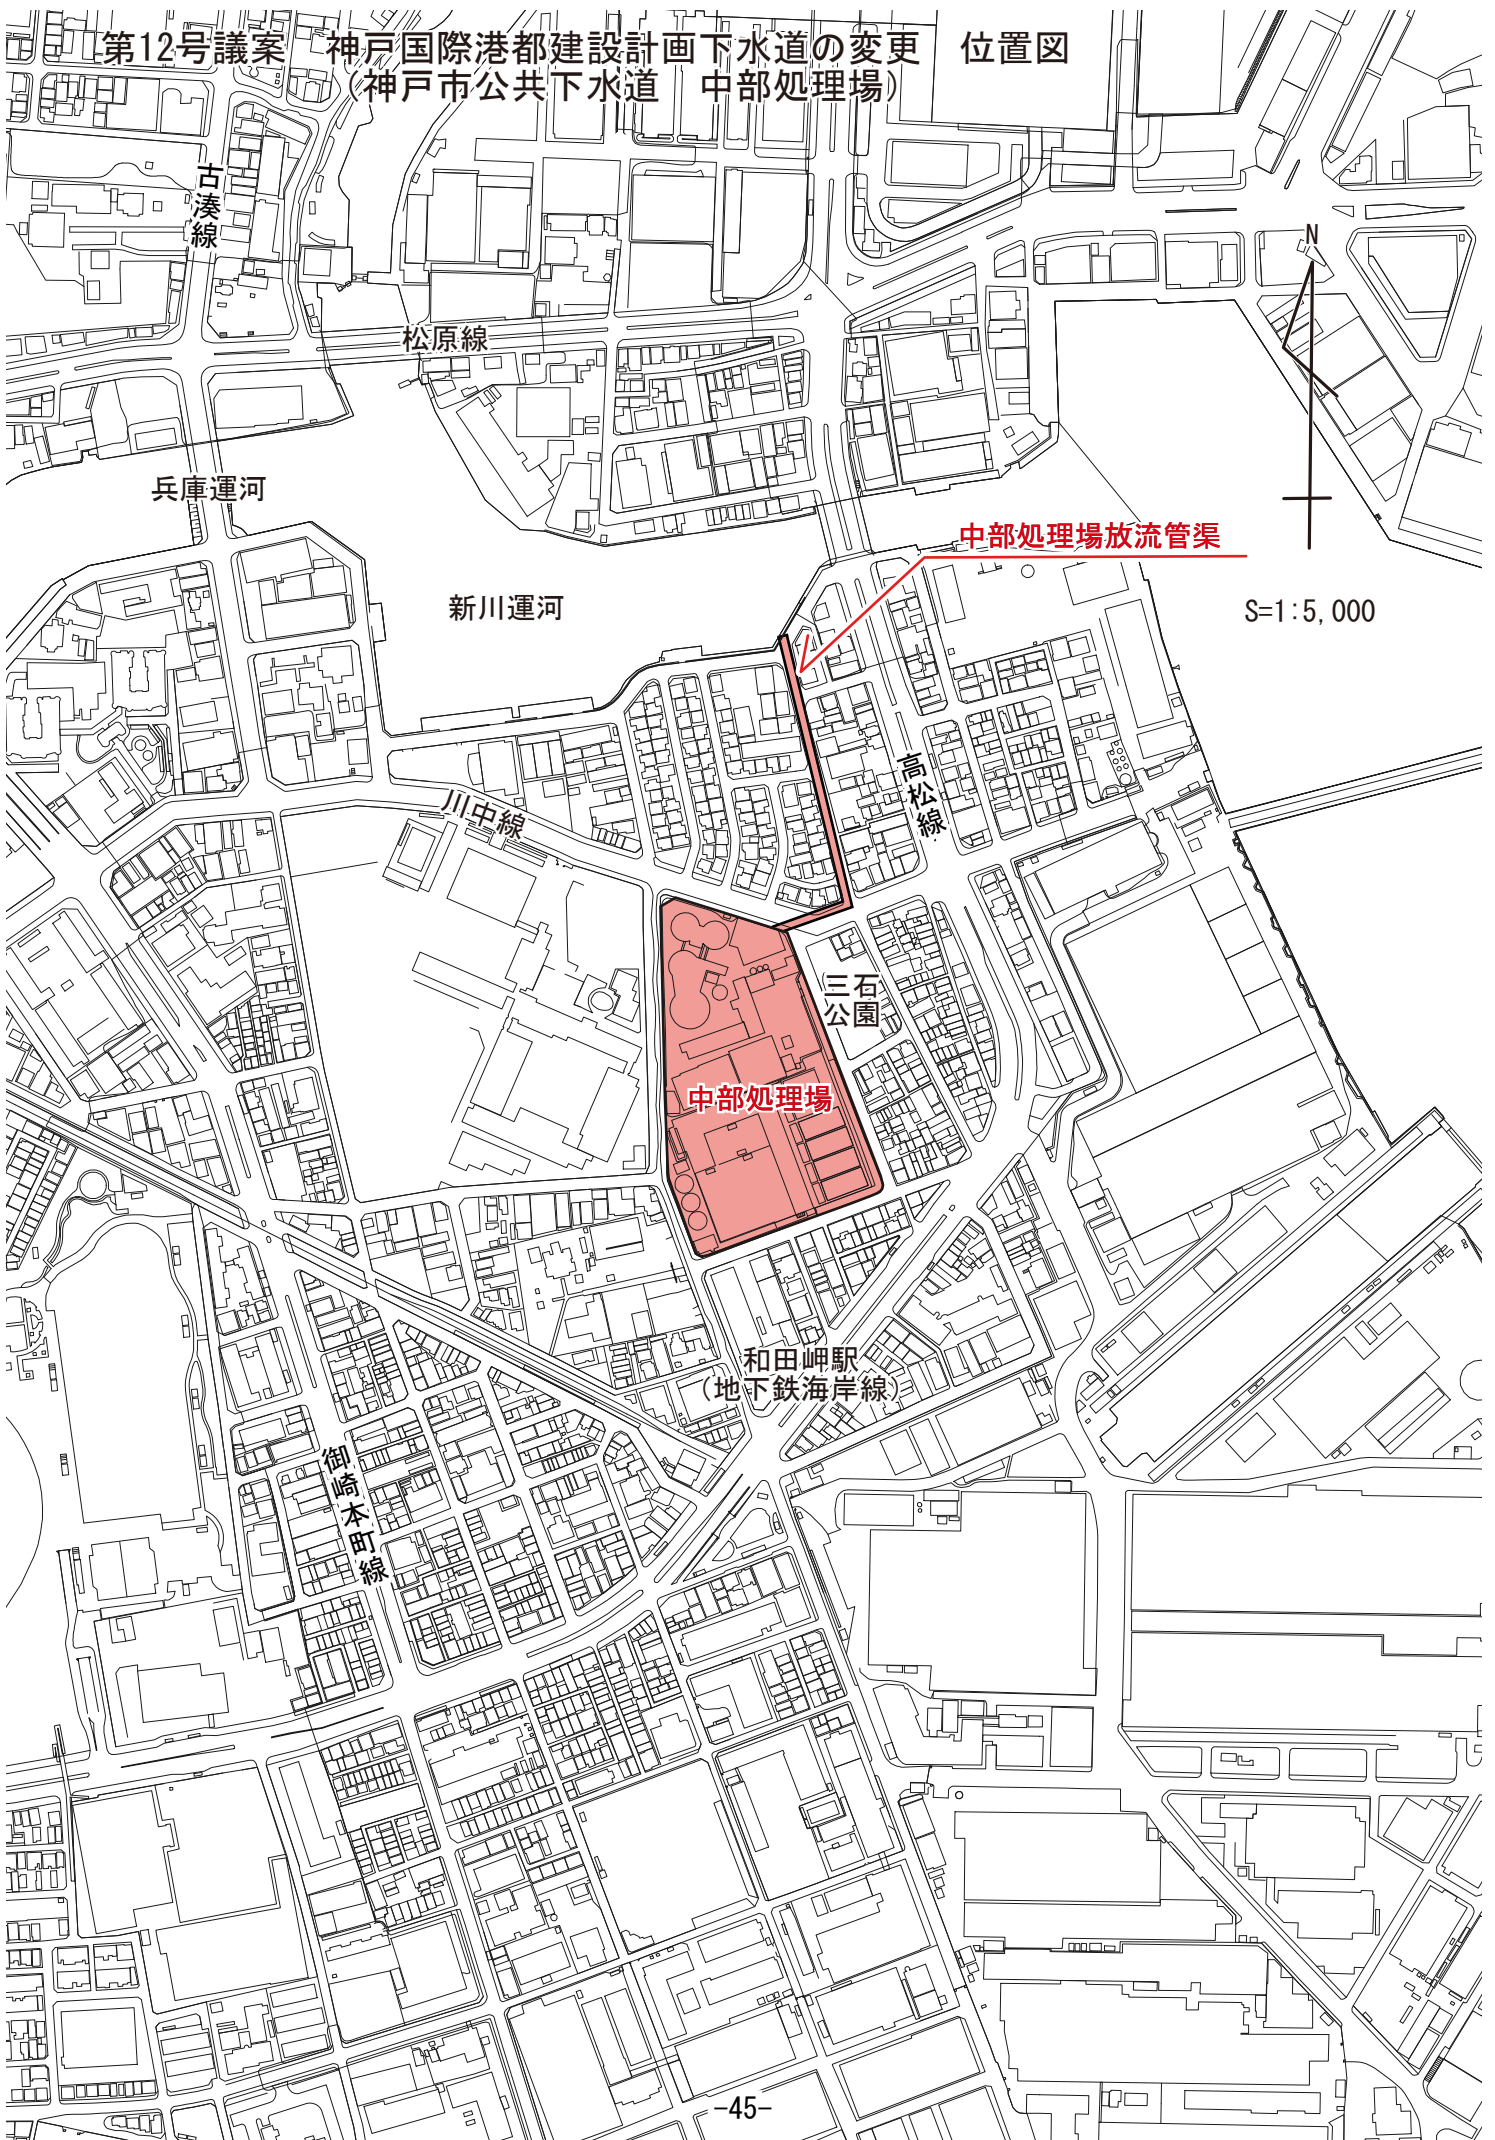 第12号議案　神戸国際港都建設計画下水道の変更　位置図
（神戸市公共下水道　中部処理場）
古湊線
N
松原線
兵庫運河
中部処理場放流管渠
新川運河
S=1:5,000
高松線
川中線
三石
公園
中部処理場
和田岬駅
（地下鉄海岸線）
御崎本町線
-45-